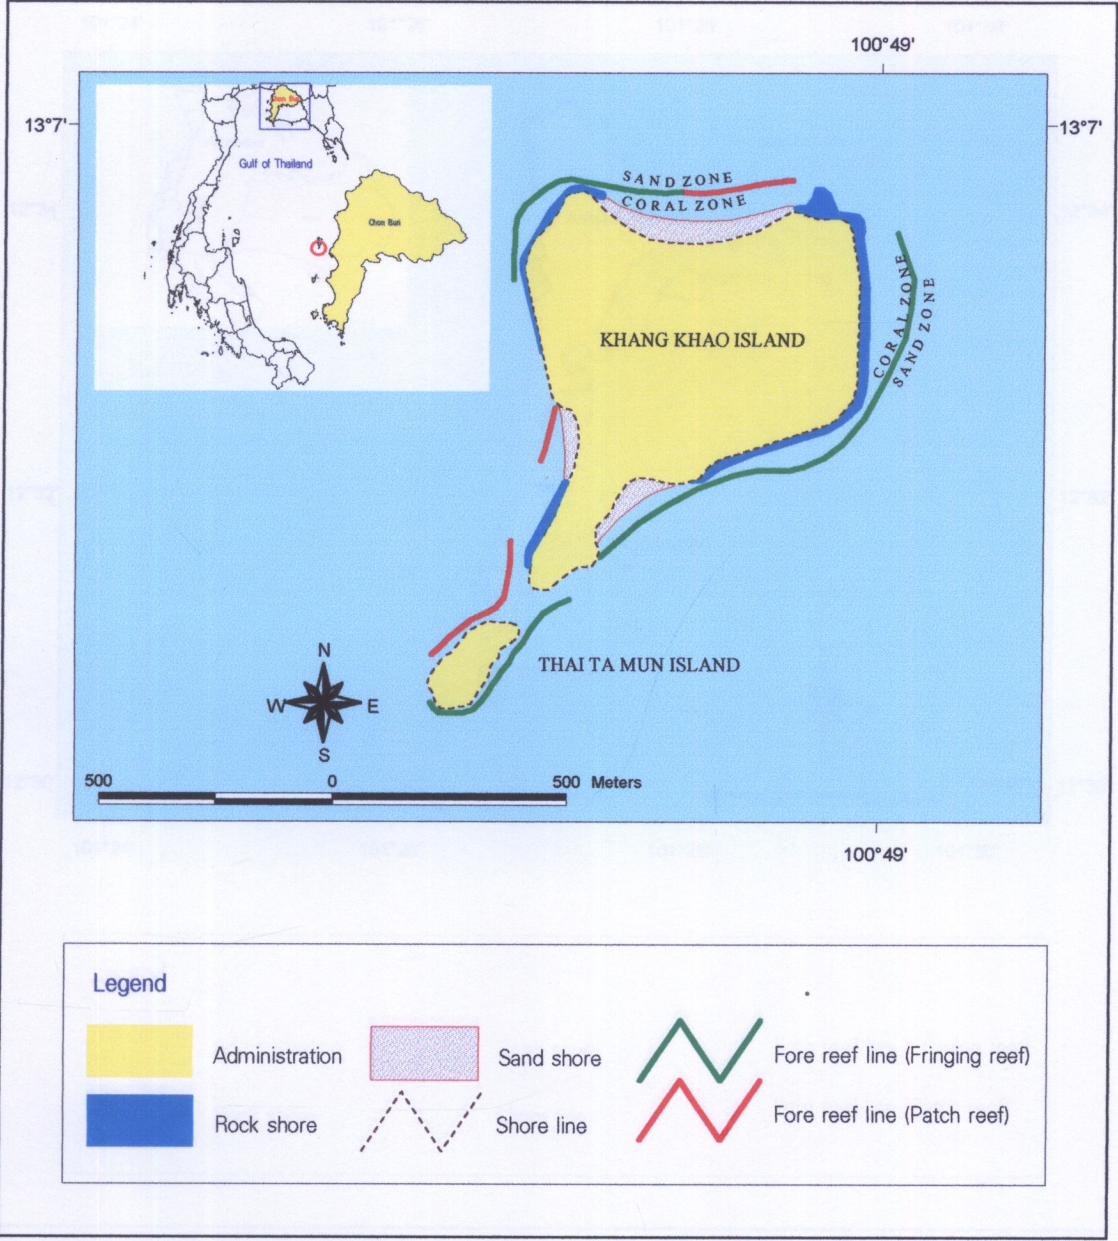 100°49'
13°7'
13°7'
Chon Buri
Gulf of Thailand
Chon Buri
SAND ZONE
CORAL ZONE
CORAL ZONE
SAND ZONE
KHANG KHAO ISLAND
THAI TA MUN ISLAND
N
W E
S
500 0 500 Meters
100°49'
Legend
Administration
Sand shore
Fore reef line (Fringing reef)
Rock shore
Shore line
Fore reef line (Patch reef)